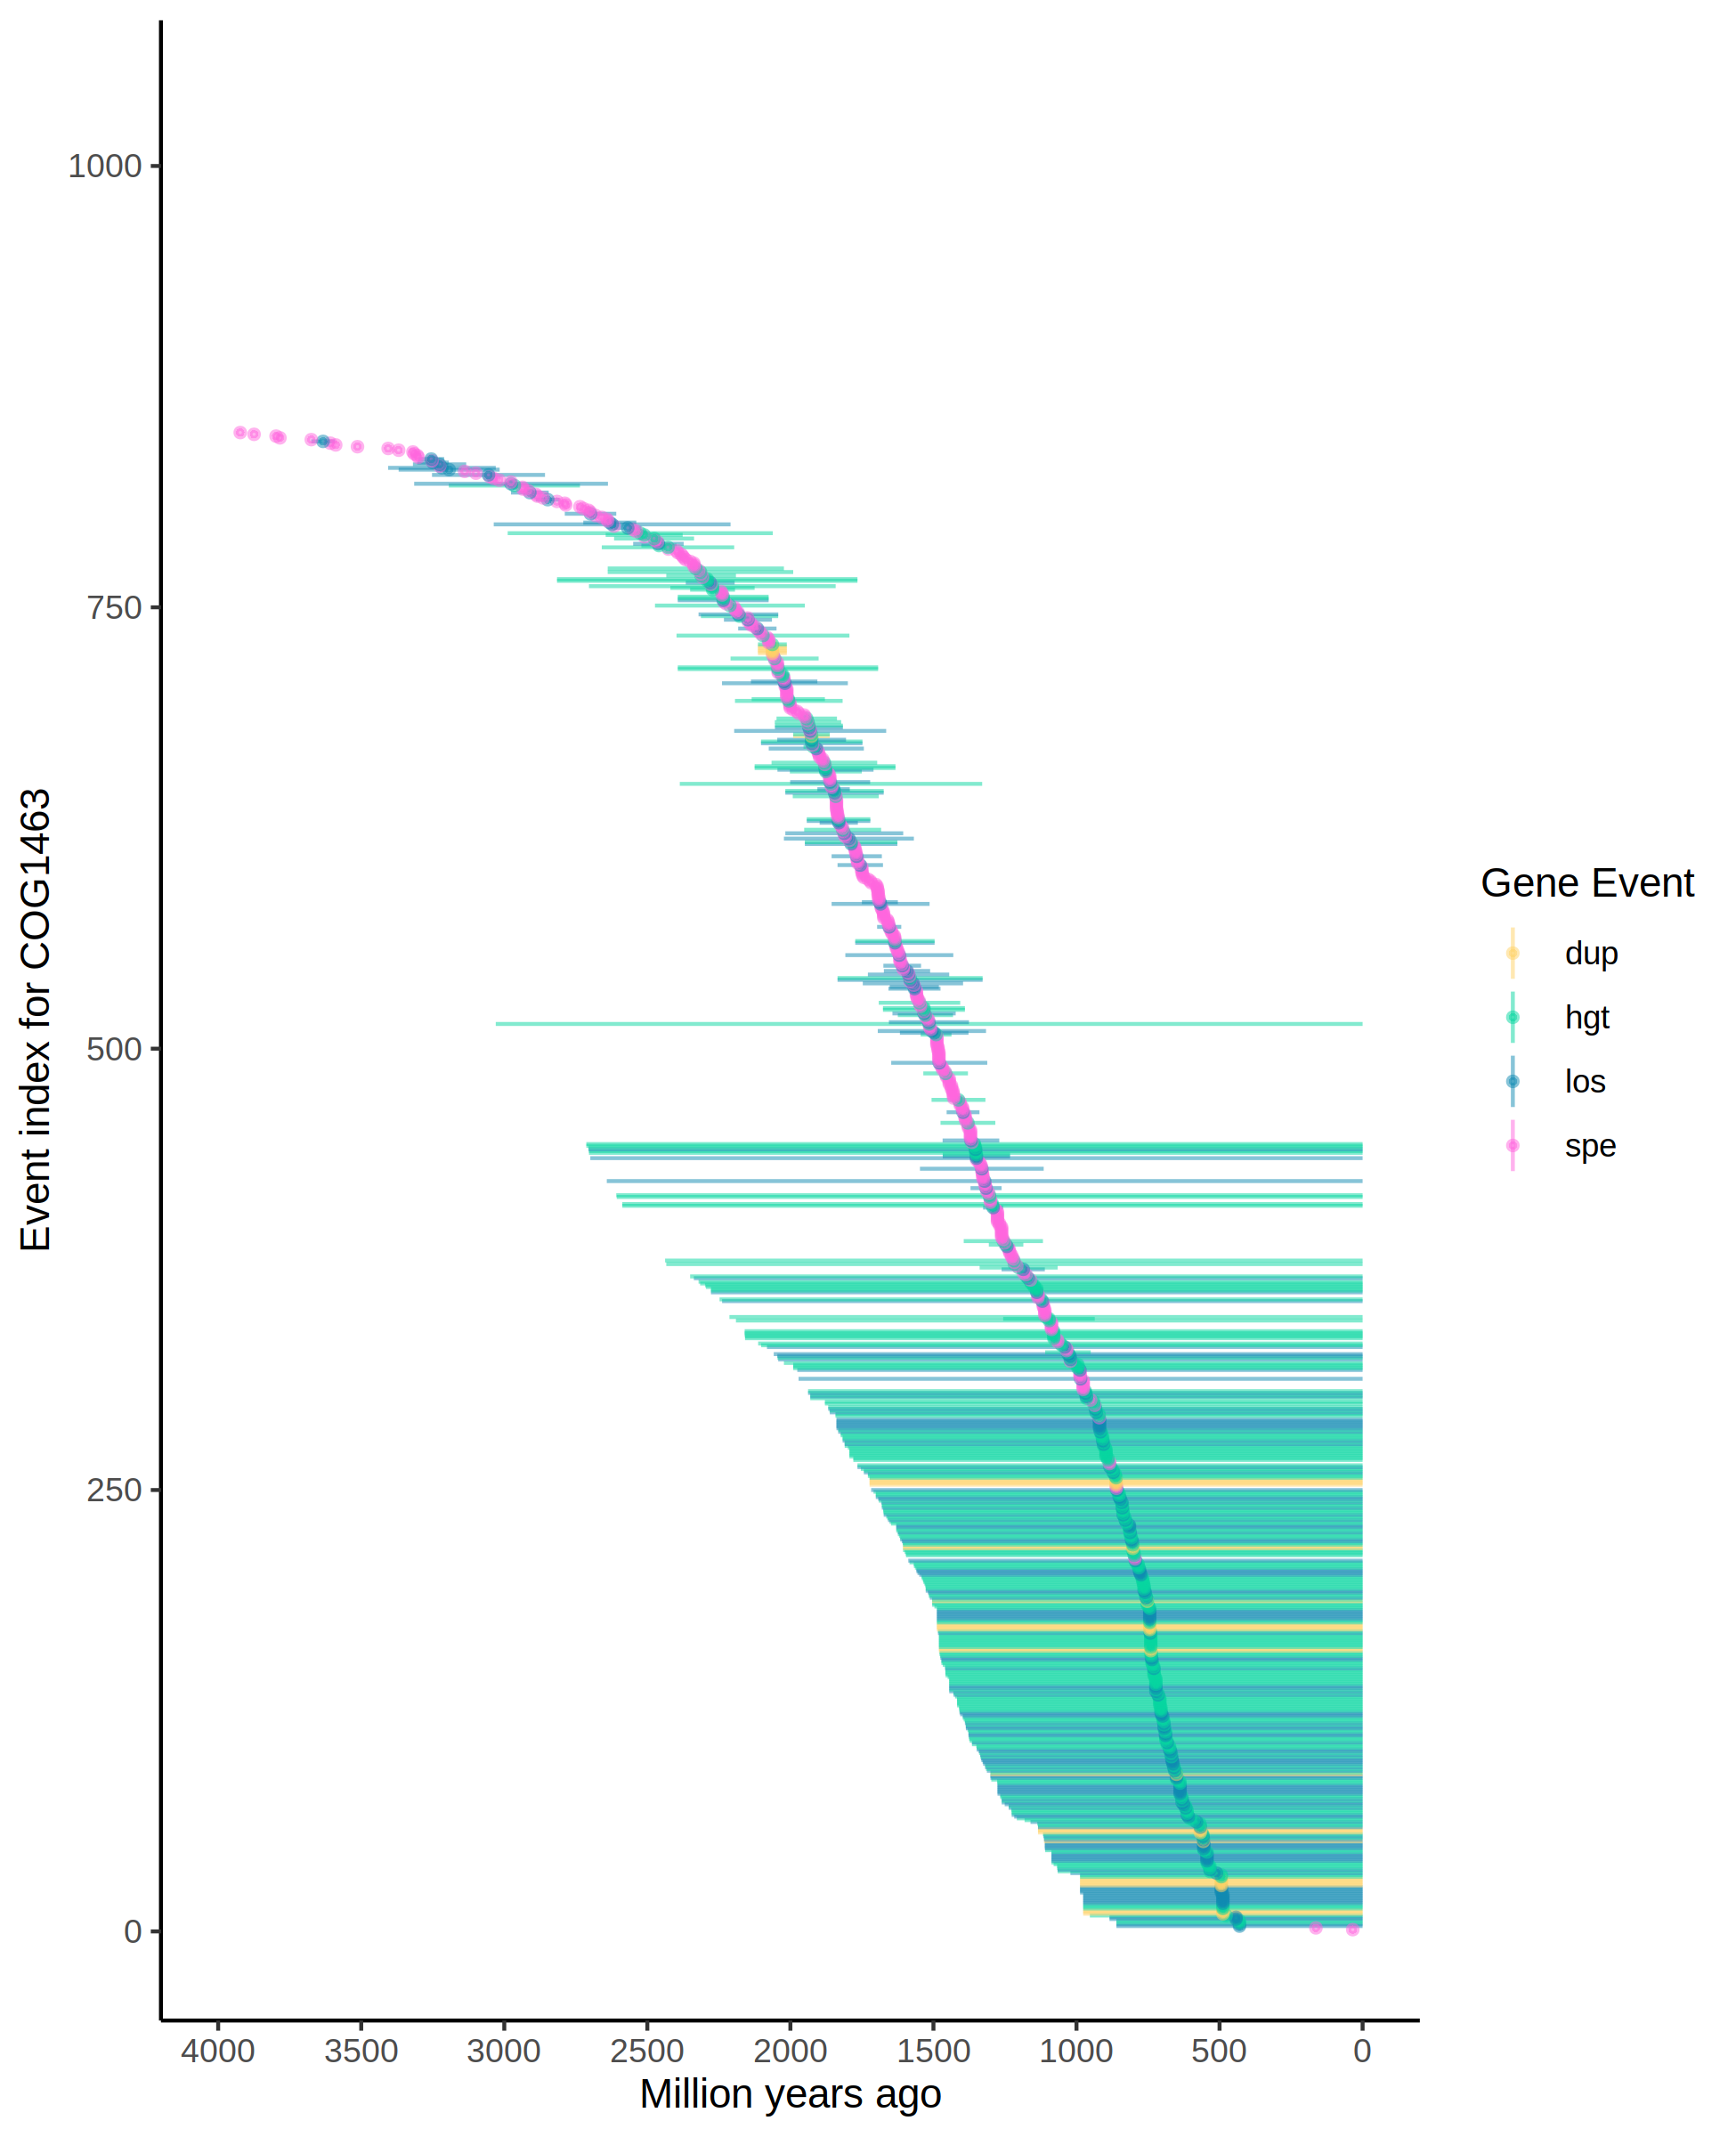 1000
750
500
250
0
Event index for COG1463
4000 3500 3000 2500 2000 1500 1000 500 0
Million years ago
Gene Event
dup
hgt
los
spe